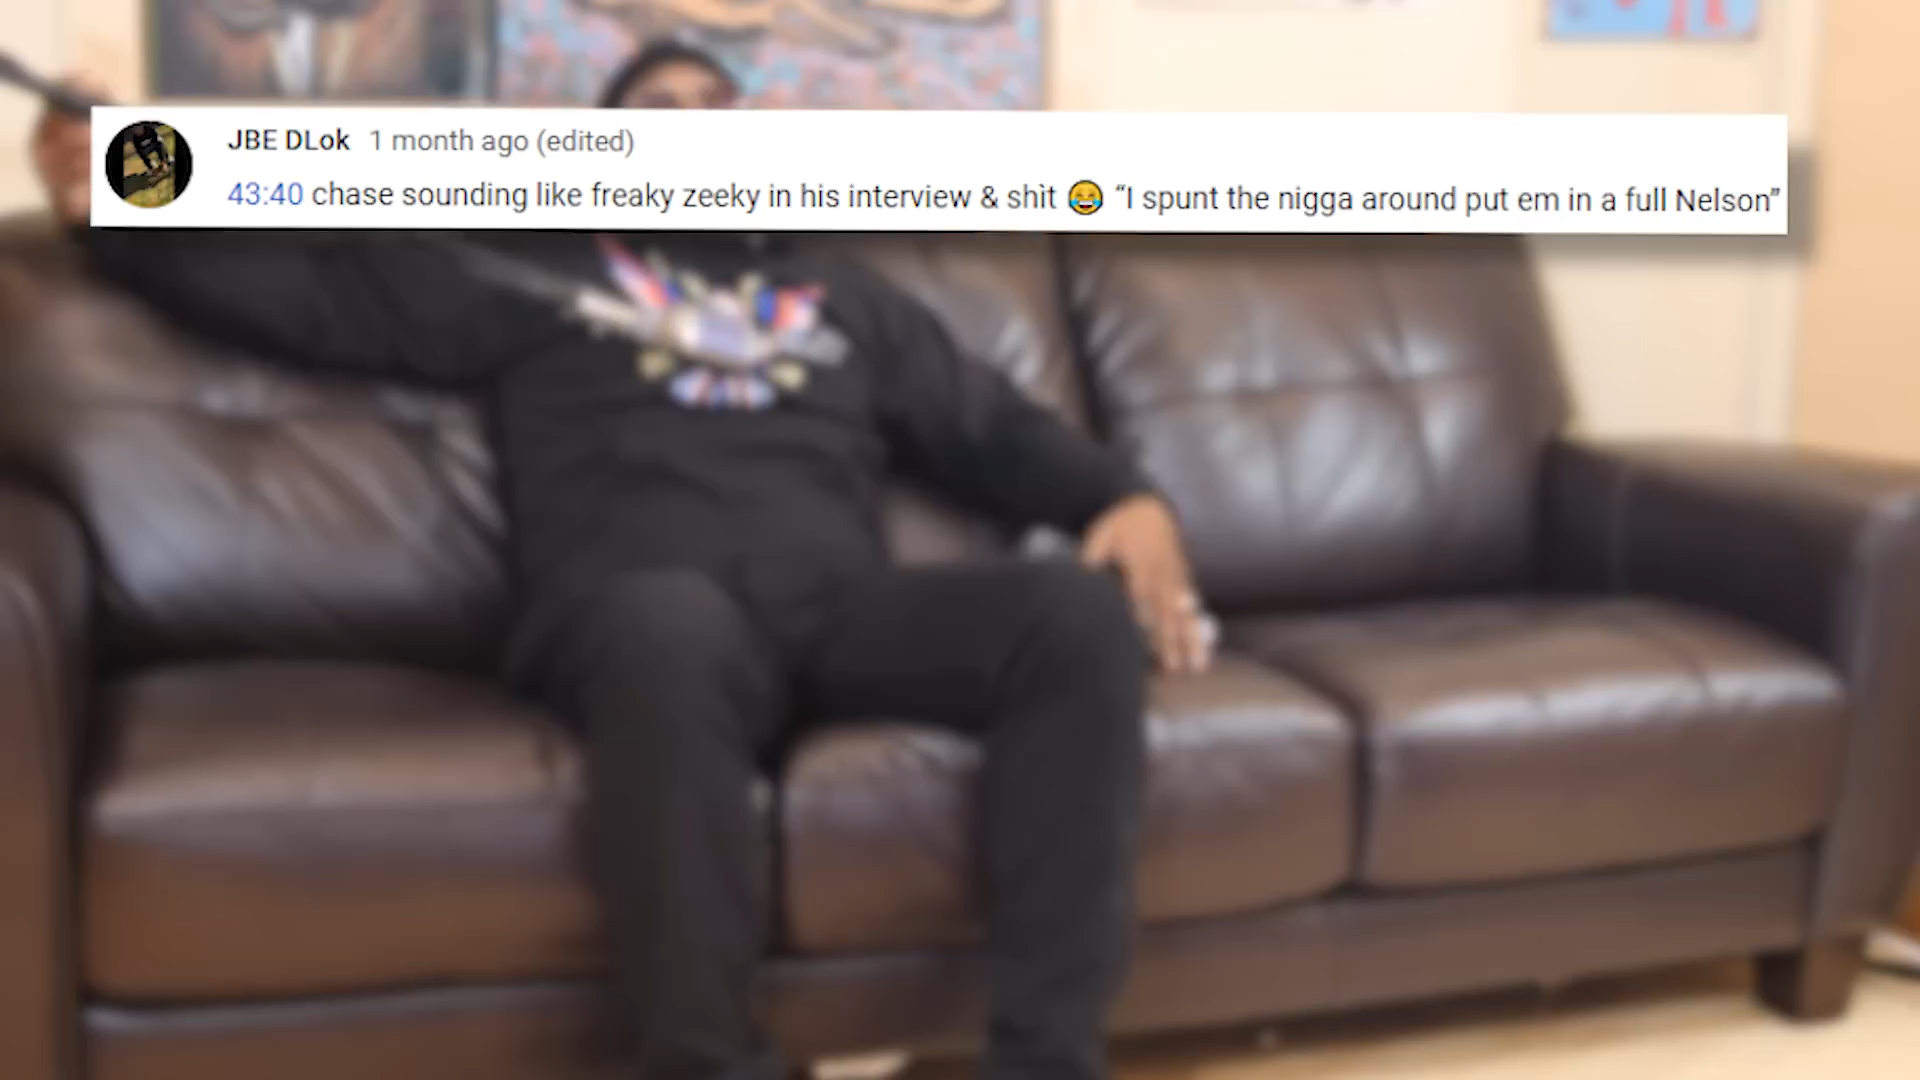 JBE DLok 1 month ago (edited)
43:40 chase sounding like freaky zeeky in his interview & shìt 😂 “I spunt the nigga around put em in a full Nelson”